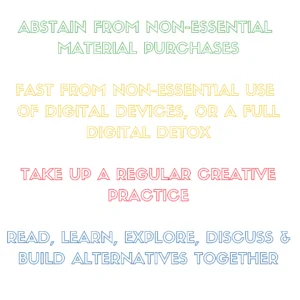 ABSTAIN FROM NON-ESSENTIAL
MATERIAL PURCHASES
FAST FROM NON-ESSENTIAL USE
OF DIGITAL DEVICES, OR A FULL
DIGITAL DETOX
TAKE UP A REGULAR CREATIVE
PRACTICE
READ, LEARN, EXPLORE, DISCUSS &
BUILD ALTERNATIVES TOGETHER